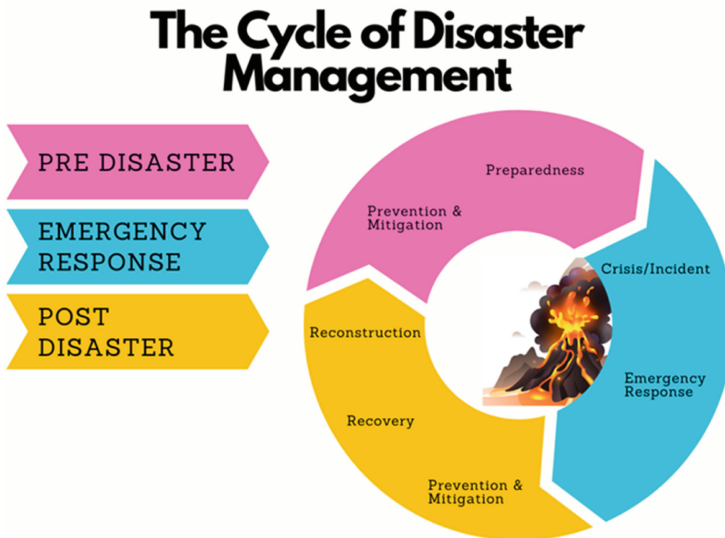 The Cycle of Disaster
Management
PRE DISASTER
EMERGENCY
RESPONSE
POST
DISASTER
Preparedness
Prevention &
Mitigation
Crisis/Incident
Emergency
Response
Reconstruction
Recovery
Prevention &
Mitigation